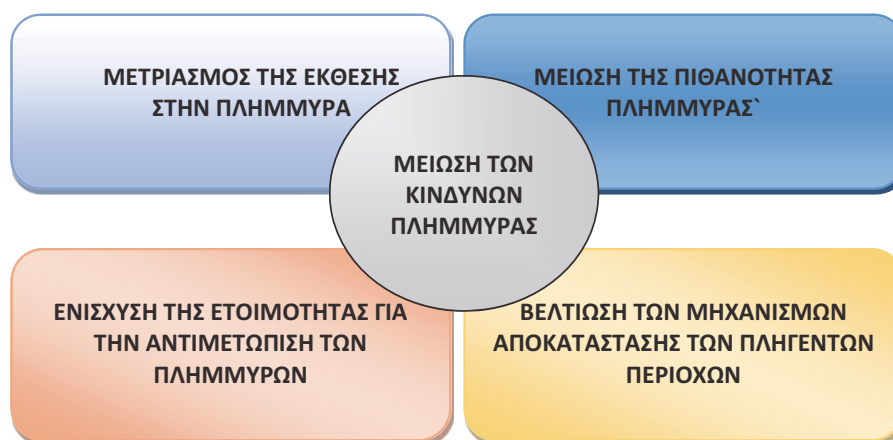 ΜΕΤΡΙΑΣΜΟΣ ΤΗΣ ΕΚΘΕΣΗΣ
ΣΤΗΝ ΠΛΗΜΜΥΡΑ
ΜΕΙΩΣΗ ΤΗΣ ΠΙΘΑΝΟΤΗΤΑΣ
ΠΛΗΜΜΥΡΑΣ`
ΜΕΙΩΣΗ ΤΩΝ
ΚΙΝΔΥΝΩΝ
ΠΛΗΜΜΥΡΑΣ
ΕΝΙΣΧΥΣΗ ΤΗΣ ΕΤΟΙΜΟΤΗΤΑΣ ΓΙΑ
ΤΗΝ ΑΝΤΙΜΕΤΩΠΙΣΗ ΤΩΝ
ΠΛΗΜΜΥΡΩΝ
ΒΕΛΤΙΩΣΗ ΤΩΝ ΜΗΧΑΝΙΣΜΩΝ
ΑΠΟΚΑΤΑΣΤΑΣΗΣ ΤΩΝ ΠΛΗΓΕΝΤΩΝ
ΠΕΡΙΟΧΩΝ